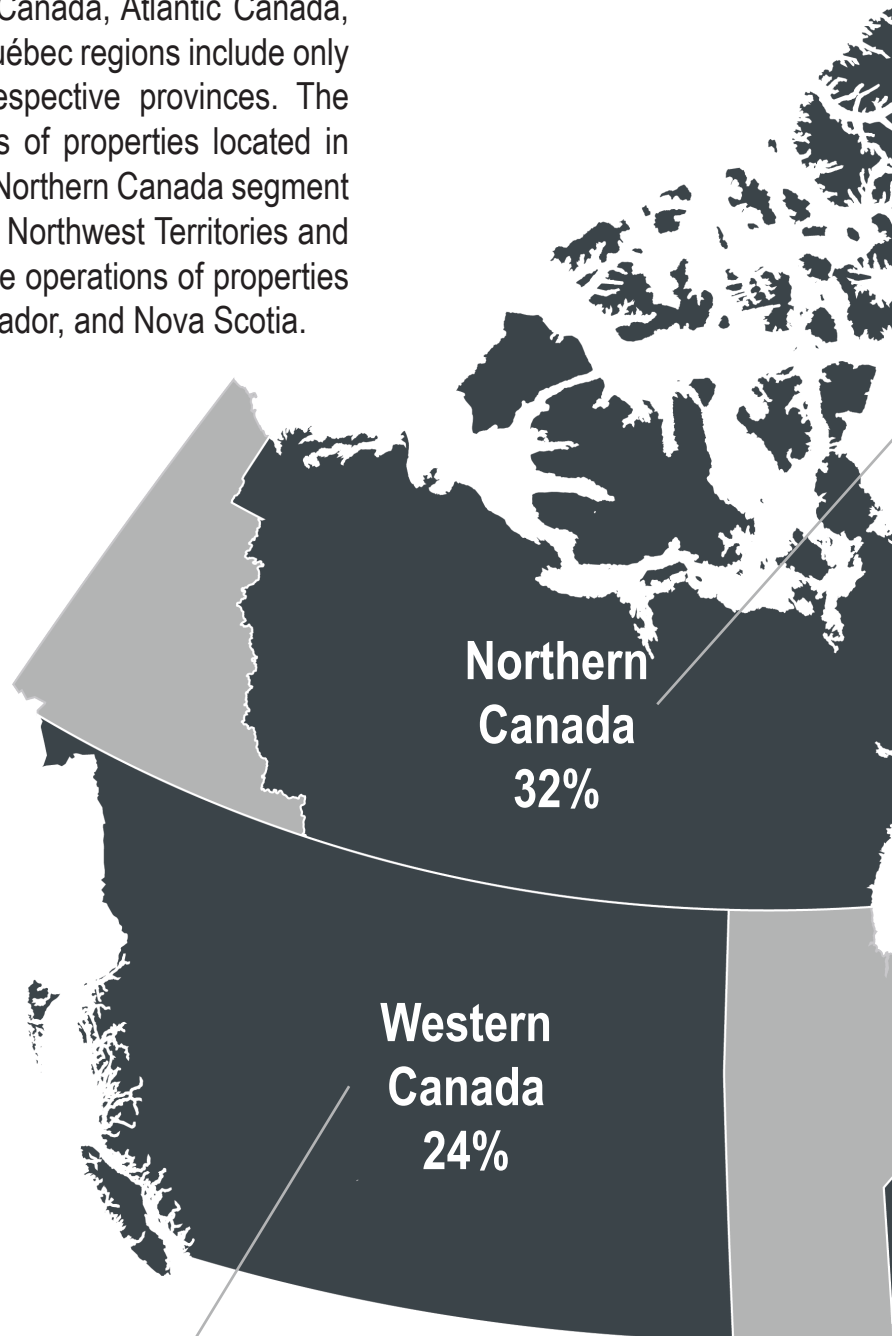 Canada, Atlantic Canada,
uébec regions include only
espective provinces. The
s of properties located in
Northern Canada segment
Northwest Territories and
e operations of properties
ador, and Nova Scotia.
Northern
Canada
32%
Western
Canada
24%